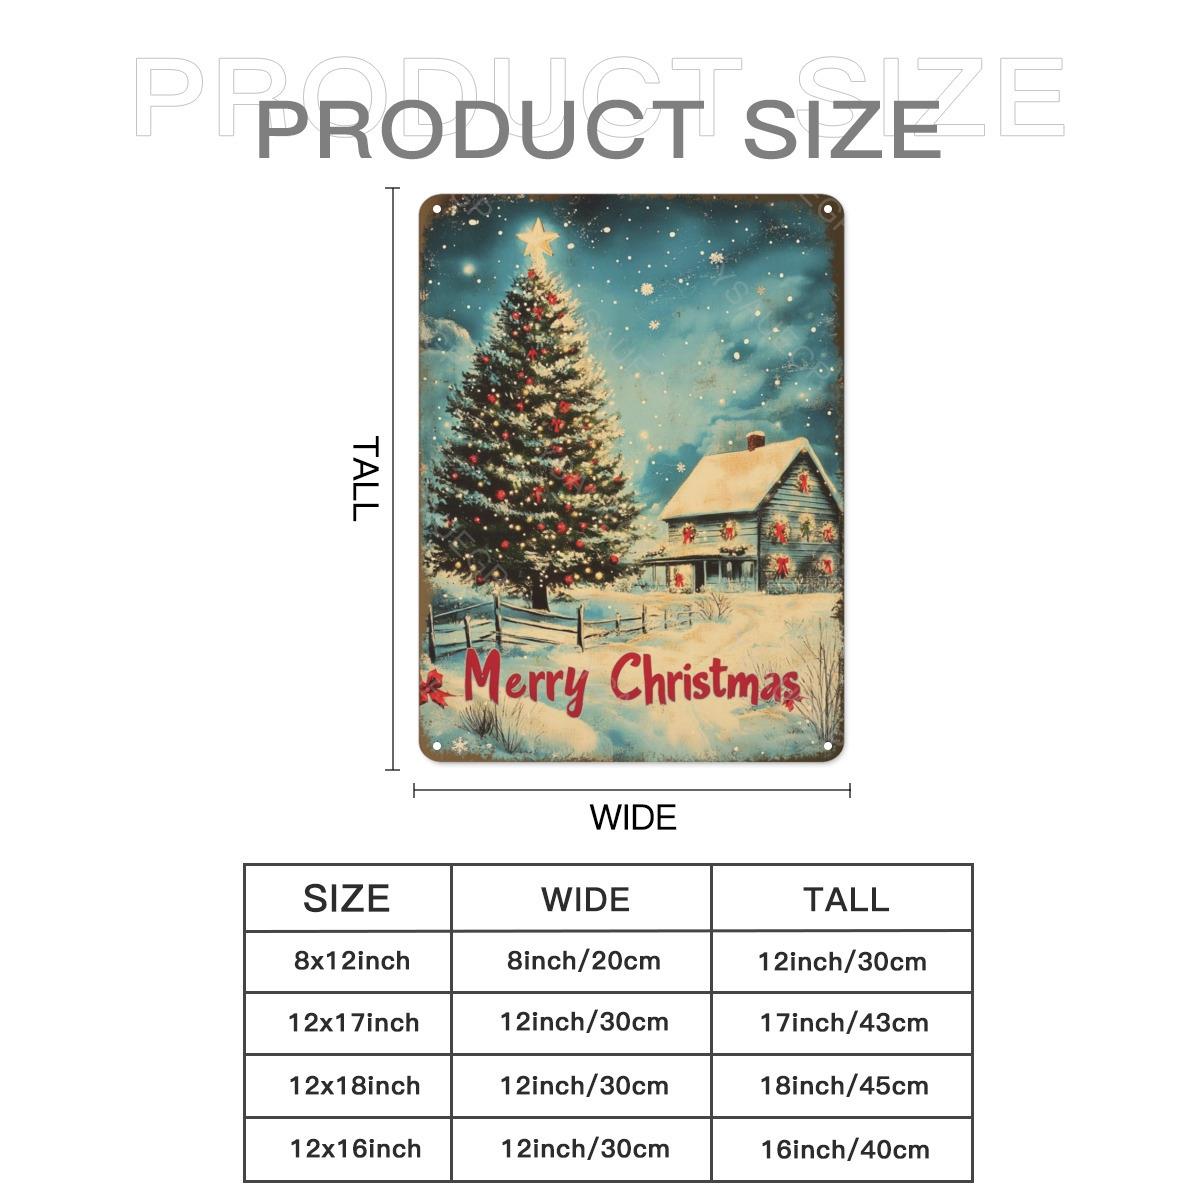 PRODUCT SIZE
PRODUCT SIZE
TALL
Merry Christmas
WIDE
SIZE WIDE TALL
8x12inch 8inch/20cm 12inch/30cm
12x17inch 12inch/30cm 17inch/43cm
12x18inch 12inch/30cm 18inch/45cm
12x16inch 12inch/30cm 16inch/40cm